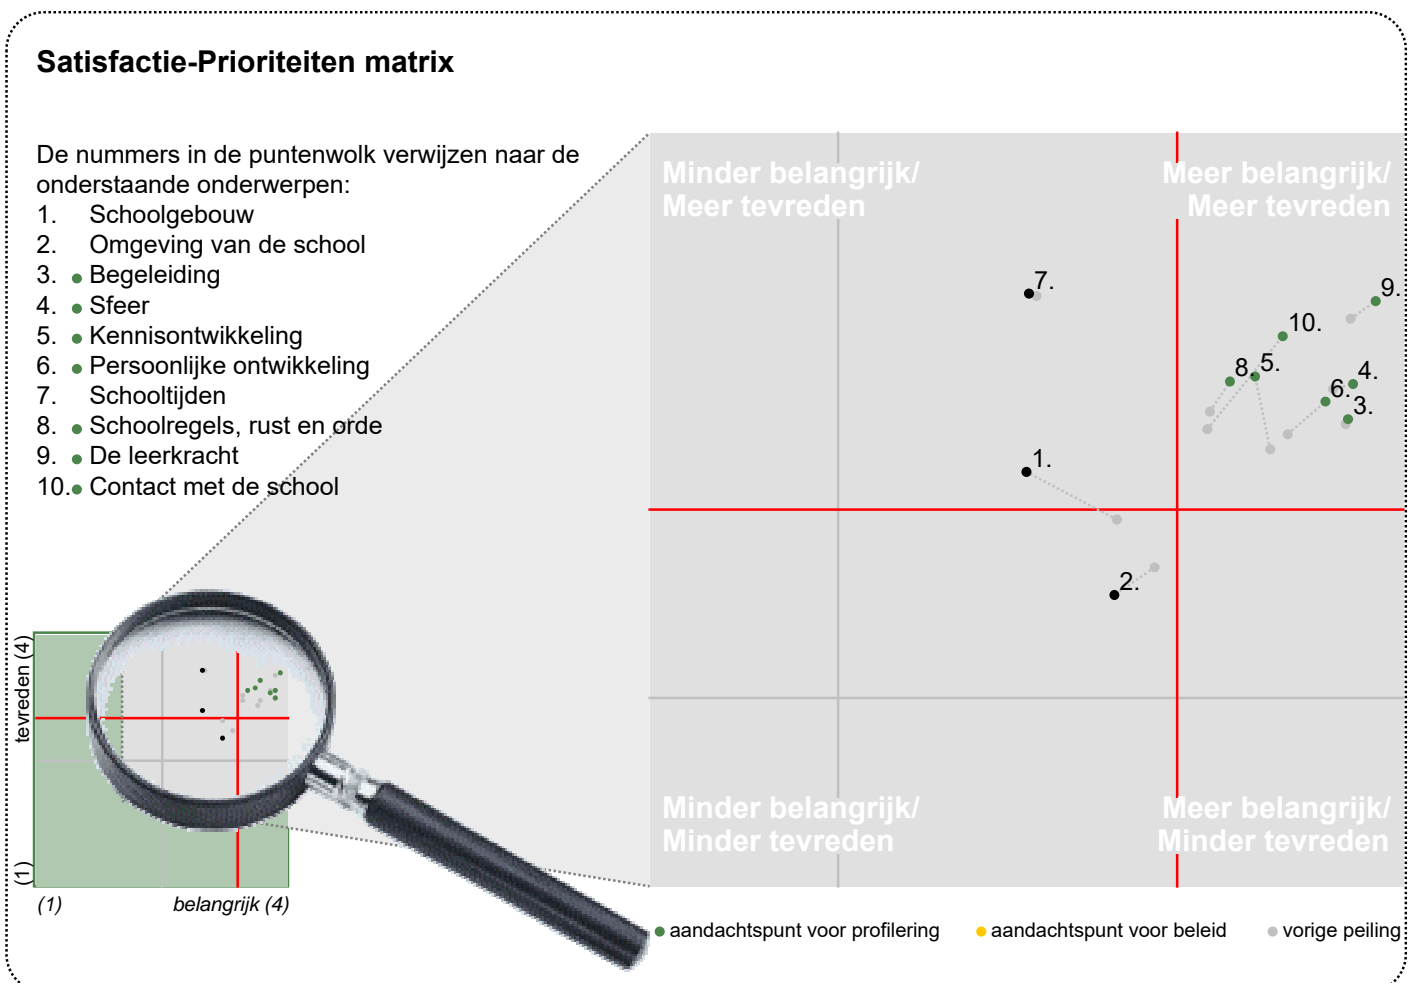 Satisfactie-Prioriteiten matrix
De nummers in de puntenwolk verwijzen naar de
onderstaande onderwerpen:
1. Schoolgebouw
2. Omgeving van de school
3. Begeleiding
4. Sfeer
5. Kennisontwikkeling
6. Persoonlijke ontwikkeling
7. Schooltijden
8. Schoolregels, rust en orde
9. De leerkracht
10. Contact met de school
Minder belangrijk/
Meer tevreden
Meer belangrijk/
Meer tevreden
7.
9.
10.
8.
5.
4.
6.
3.
1.
2.
Minder belangrijk/
Minder tevreden
Meer belangrijk/
Minder tevreden
tevreden (4)
(1)
(1)
belangrijk (4)
aandachtspunt voor profilering
aandachtspunt voor beleid
vorige peiling